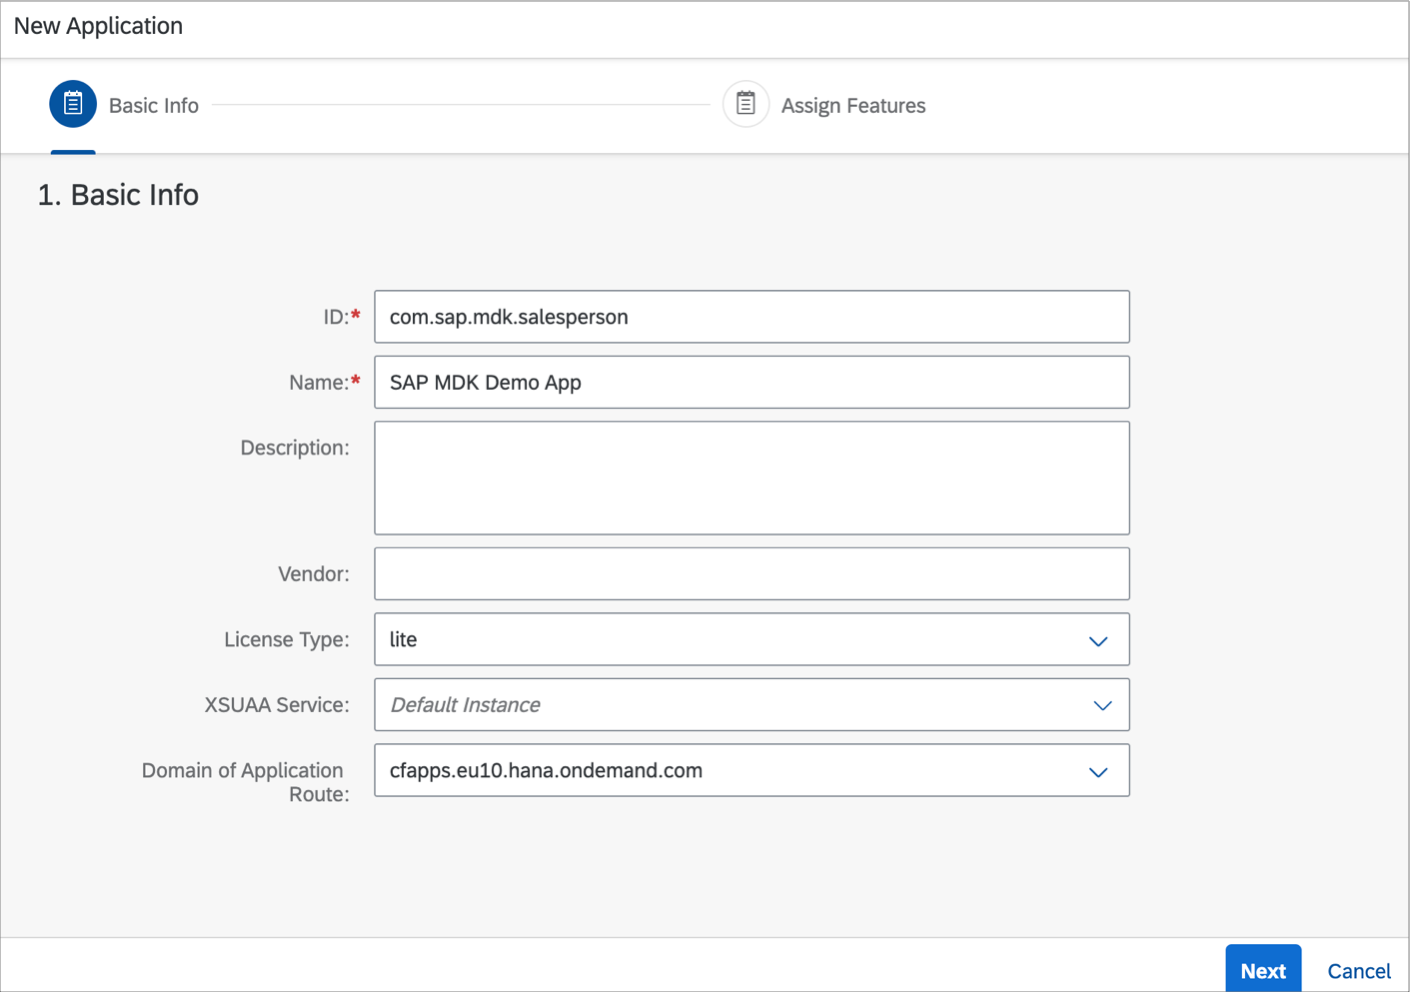 New Application
Basic Info
Assign Features
1. Basic Info
ID:*
com.sap.mdk.salesperson
Name:*
SAP MDK Demo App
Description:
Vendor:
License Type:
lite
XSUAA Service:
Default Instance
Domain of Application
Route:
cfapps.eu10.hana.ondemand.com
Next
Cancel